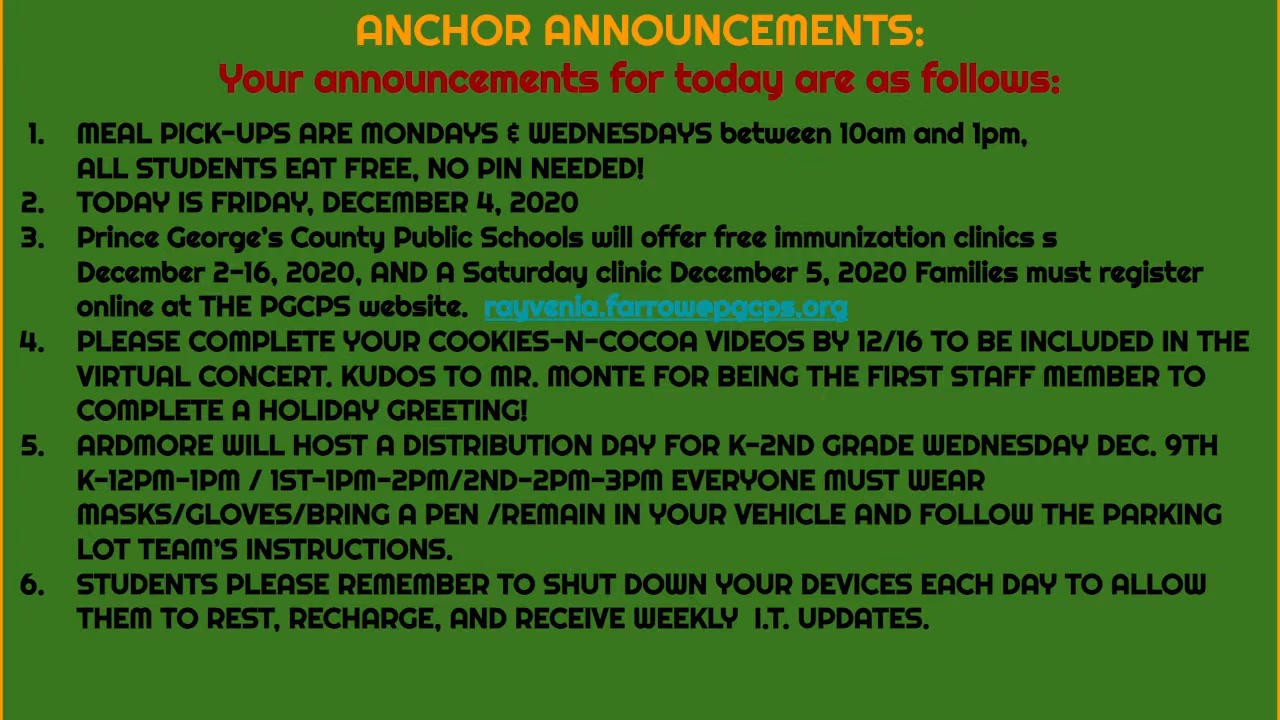 ANCHOR ANNOUNCEMENTS:
Your announcements for today are as follows:
1. MEAL PICK-UPS ARE MONDAYS & WEDNESDAYS between 10am and 1pm,
ALL STUDENTS EAT FREE, NO PIN NEEDED!
2. TODAY IS FRIDAY, DECEMBER 4, 2020
3. Prince George's County Public Schools will offer free immunization clinics s
December 2-16, 2020, AND A Saturday clinic December 5, 2020 Families must register
online at THE PGCPS website. rayvenia.farrow@pgcps.org
4. PLEASE COMPLETE YOUR COOKIES-N-COCOA VIDEOS BY 12/16 TO BE INCLUDED IN THE
VIRTUAL CONCERT. KUDOS TO MR. MONTE FOR BEING THE FIRST STAFF MEMBER TO
COMPLETE A HOLIDAY GREETING!
5. ARDMORE WILL HOST A DISTRIBUTION DAY FOR K-2ND GRADE WEDNESDAY DEC. 9TH
K-12PM-1PM / 1ST-1PM-2PM/2ND-2PM-3PM EVERYONE MUST WEAR
MASKS/GLOVES/BRING A PEN /REMAIN IN YOUR VEHICLE AND FOLLOW THE PARKING
LOT TEAM'S INSTRUCTIONS.
6. STUDENTS PLEASE REMEMBER TO SHUT DOWN YOUR DEVICES EACH DAY TO ALLOW
THEM TO REST, RECHARGE, AND RECEIVE WEEKLY I.T. UPDATES.